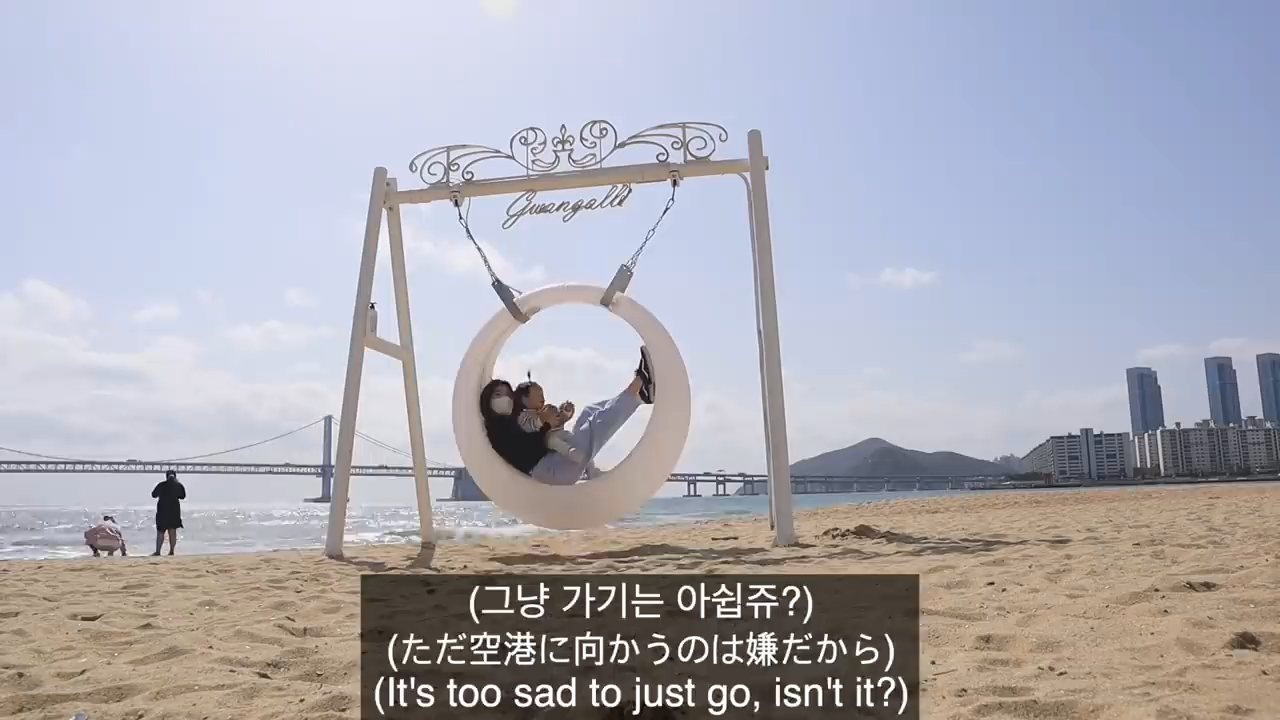 Gwangalli
(그냥 가기는 아쉽쥬?)
(ただ空港に向かうのは嫌だから)
(It's too sad to just go, isn't it?)